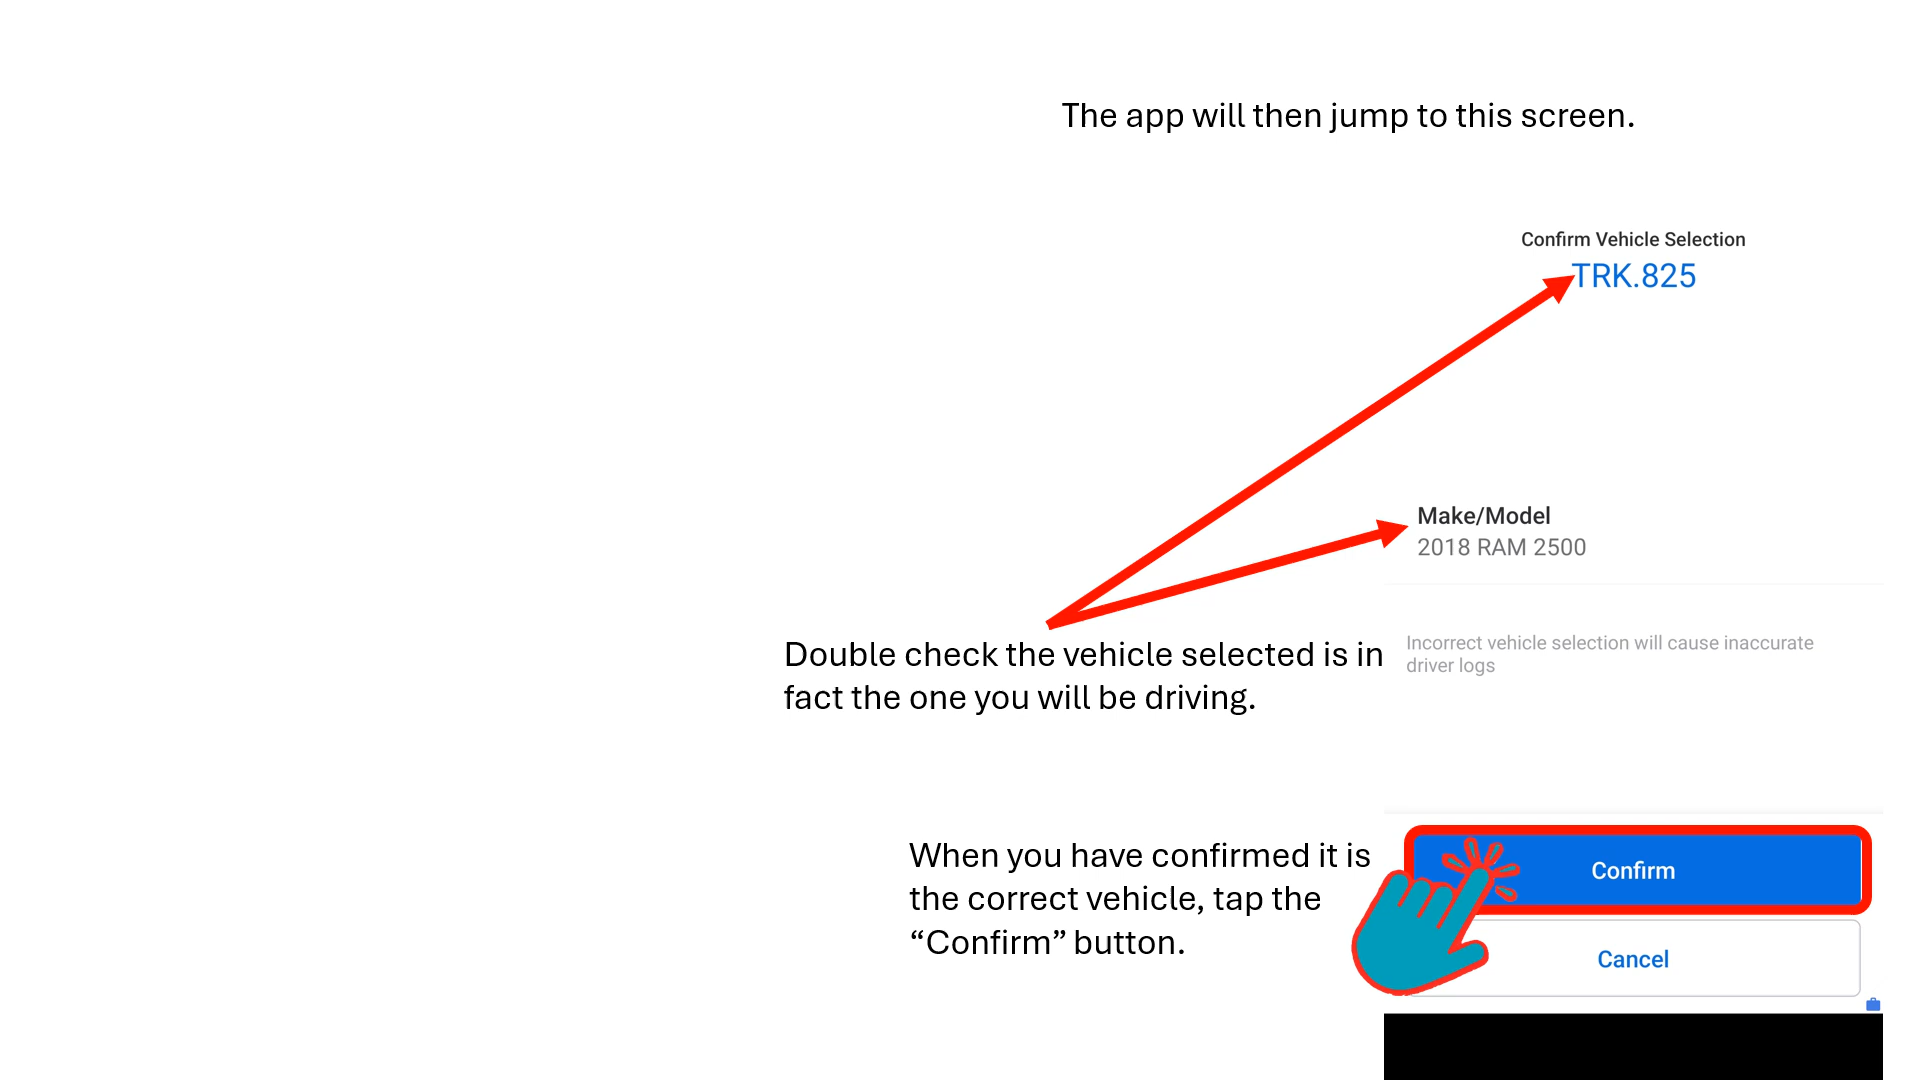 The app will then jump to this screen.
Confirm Vehicle Selection
TRK.825
Make/Model
2018 RAM 2500
Double check the vehicle selected is in
fact the one you will be driving.
Incorrect vehicle selection will cause inaccurate
driver logs
When you have confirmed it is
the correct vehicle, tap the
“Confirm” button.
Confirm
Cancel